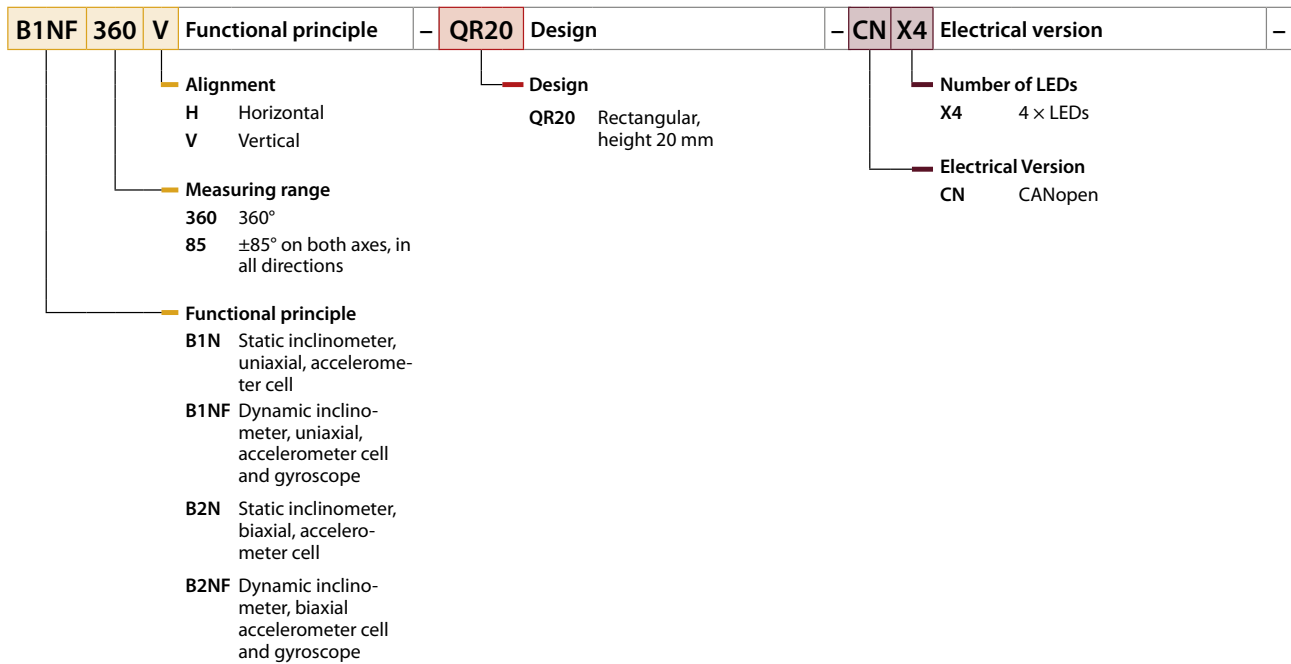 B1NF 360 V Functional principle – QR20 Design – CN X4 Electrical version –
Alignment
H Horizontal
V Vertical
Measuring range
360 360°
85 ±85° on both axes, in
all directions
Functional principle
B1N Static inclinometer,
uniaxial, accelerome-
ter cell
B1NF Dynamic inclino-
meter, uniaxial,
accelerometer cell
and gyroscope
B2N Static inclinometer,
biaxial, accelero-
meter cell
B2NF Dynamic inclino-
meter, biaxial
accelerometer cell
and gyroscope
Design
QR20 Rectangular,
height 20 mm
Number of LEDs
X4 4 × LEDs
Electrical Version
CN CANopen